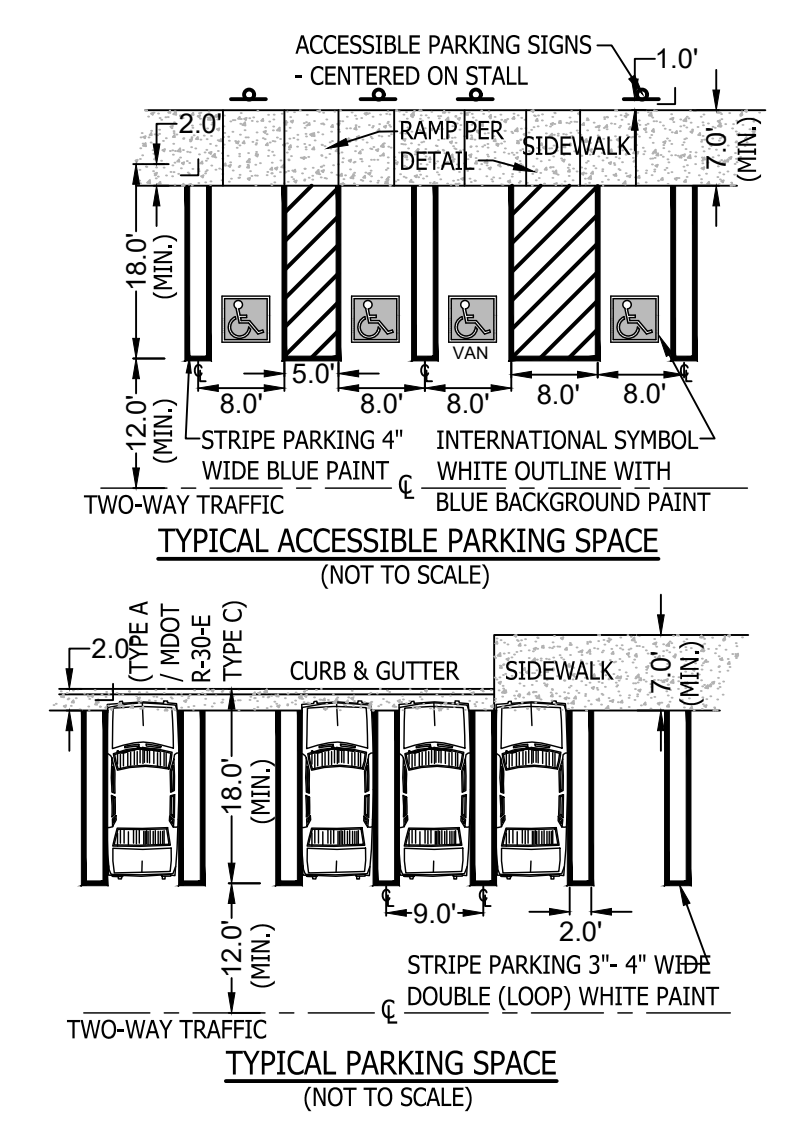 ACCESSIBLE PARKING SIGNS
- CENTERED ON STALL
1.0'
2.0'
RAMP PER
DETAIL
SIDEWALK
7.0'
(MIN.)
18.0'
(MIN.)
VAN
℄
5.0'
℄
℄
8.0'
8.0'
8.0'
8.0'
8.0'
12.0'
(MIN.)
STRIPE PARKING 4"
WIDE BLUE PAINT
INTERNATIONAL SYMBOL
WHITE OUTLINE WITH
BLUE BACKGROUND PAINT
℄
TWO-WAY TRAFFIC
TYPICAL ACCESSIBLE PARKING SPACE
(NOT TO SCALE)
2.0'
(TYPE A
/ MDOT
R-30-E
TYPE C)
CURB & GUTTER
SIDEWALK
7.0'
(MIN.)
18.0'
(MIN.)
℄
℄
9.0'
2.0'
12.0'
(MIN.)
STRIPE PARKING 3"- 4" WIDE
DOUBLE (LOOP) WHITE PAINT
℄
TWO-WAY TRAFFIC
TYPICAL PARKING SPACE
(NOT TO SCALE)